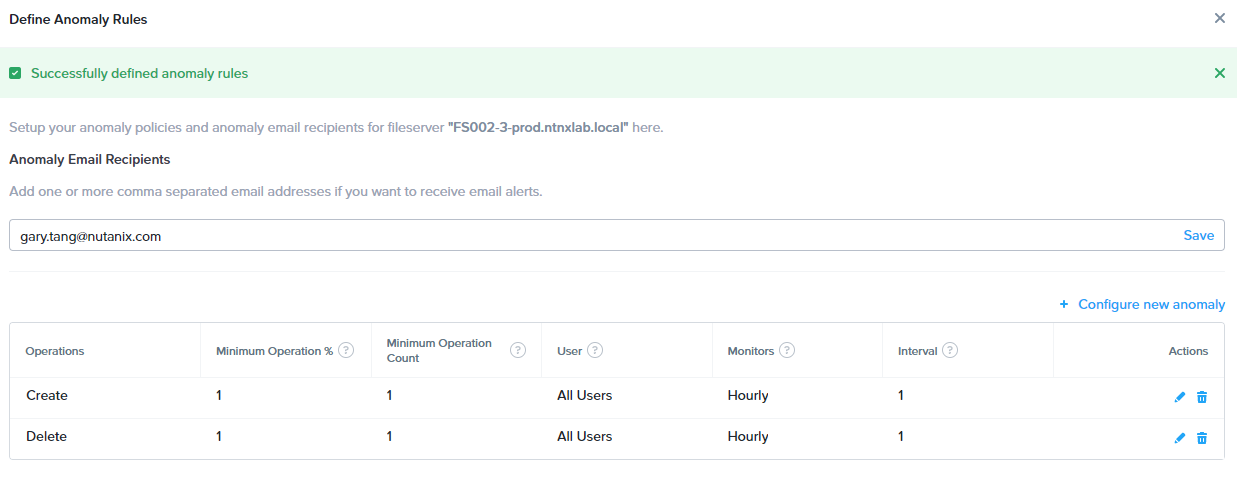 Define Anomaly Rules
Successfully defined anomaly rules
Setup your anomaly policies and anomaly email recipients for fileserver "FS002-3-prod.ntnxlab.local" here.
Anomaly Email Recipients
Add one or more comma separated email addresses if you want to receive email alerts.
gary.tang@nutanix.com Save
+ Configure new anomaly
Operations Minimum Operation % ? Minimum Operation Count ? User ? Monitors ? Interval ? Actions
Create 1 1 All Users Hourly 1
Delete 1 1 All Users Hourly 1